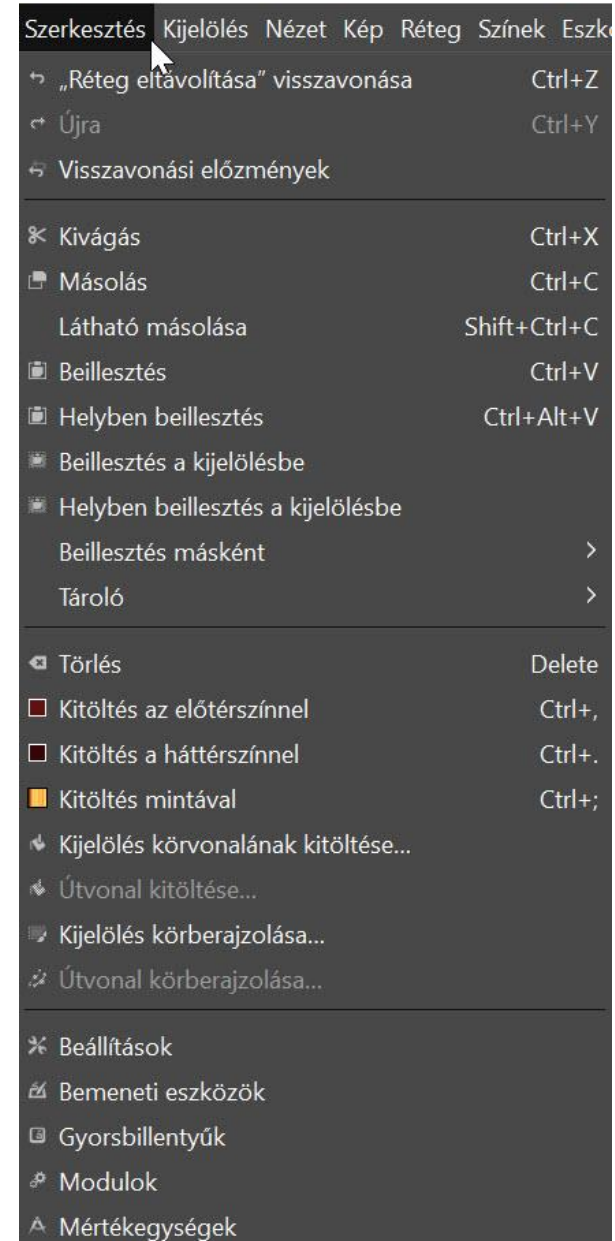 Szerkesztés Kijelölés Nézet Kép Réteg Színek
„Réteg eltávolítása” visszavonása Ctrl+Z
Újra Ctrl+Y
Visszavonási előzmények
Kivágás Ctrl+X
Másolás Ctrl+C
Látható másolása Shift+Ctrl+C
Beillesztés Ctrl+V
Helyben beillesztés Ctrl+Alt+V
Beillesztés a kijelölésbe
Helyben beillesztés a kijelölésbe
Beillesztés másként >
Tároló >
Törlés Delete
Kitöltés az előtérszínnel Ctrl+,
Kitöltés a háttérszínnel Ctrl+.
Kitöltés mintával Ctrl+;
Kijelölés körvonalának kitöltése...
Útvonal kitöltése...
Kijelölés körberajzolása...
Útvonal körberajzolása...
Beállítások
Bemeneti eszközök
Gyorsbillentyűk
Modulok
Mértékegységek